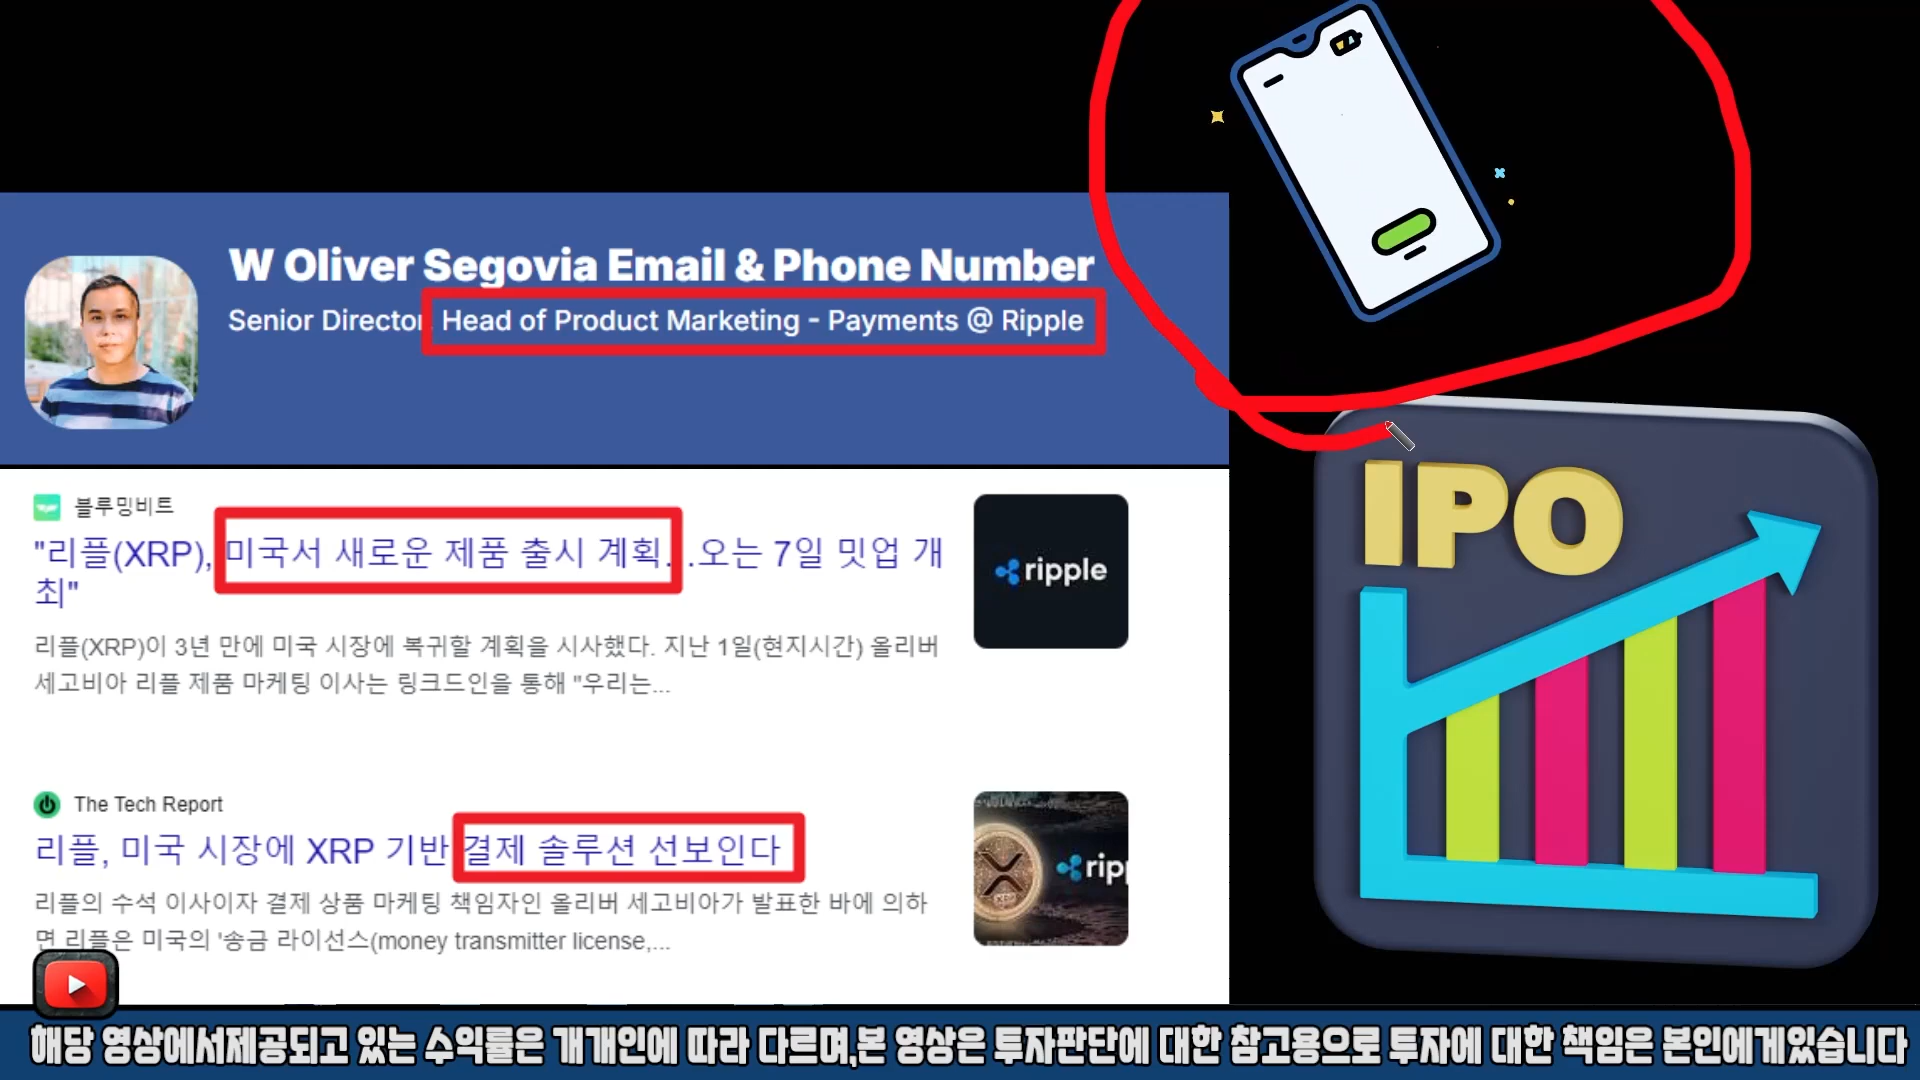 W Oliver Segovia Email & Phone Number
Senior Director, Head of Product Marketing - Payments @ Ripple
블루밍비트
"리플(XRP), 미국서 새로운 제품 출시 계획...오는 7일 밋업 개
최"
리플(XRP)이 3년 만에 미국 시장에 복귀할 계획을 시사했다. 지난 1일(현지시간) 올리버
세고비아 리플 제품 마케팅 이사는 링크드인을 통해 "우리는...
ripple
The Tech Report
리플, 미국 시장에 XRP 기반 결제 솔루션 선보인다
리플의 수석 이사이자 결제 상품 마케팅 책임자인 올리버 세고비아가 발표한 바에 의하
면 리플은 미국의 '송금 라이선스(money transmitter license,...
ripp
IPO
해당 영상에서제공되고 있는 수익률은 개개인에 따라 다르며,본 영상은 투자판단에 대한 참고용으로 투자에 대한 책임은 본인에게있습니다